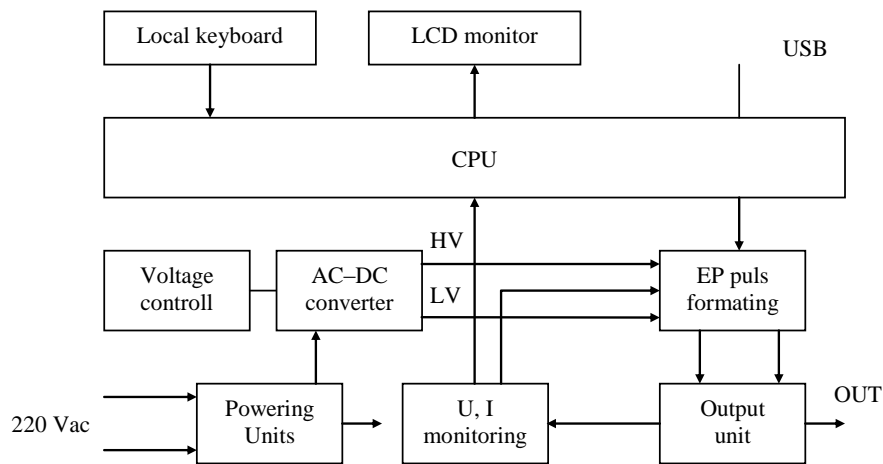 Local keyboard
LCD monitor
USB
CPU
HV
Voltage
controll
AC–DC
converter
LV
EP puls
formating
220 Vac
Powering
Units
U, I
monitoring
Output
unit
OUT